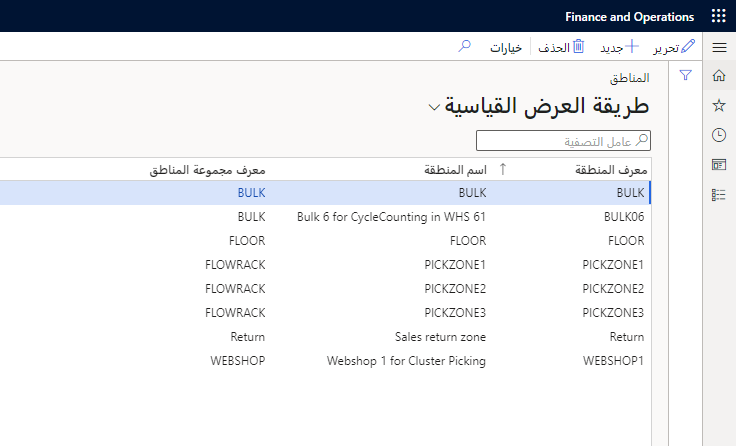 Finance and Operations
تحرير جديد الحذف خيارات
المناطق
طريقة العرض القياسية
عامل التصفية
معرف المنطقة اسم المنطقة معرف مجموعة المناطق
BULK BULK BULK
BULK06 Bulk 6 for CycleCounting in WHS 61 BULK
FLOOR FLOOR FLOOR
PICKZONE1 PICKZONE1 FLOWRACK
PICKZONE2 PICKZONE2 FLOWRACK
PICKZONE3 PICKZONE3 FLOWRACK
Return Sales return zone Return
WEBSHOP1 Webshop 1 for Cluster Picking WEBSHOP